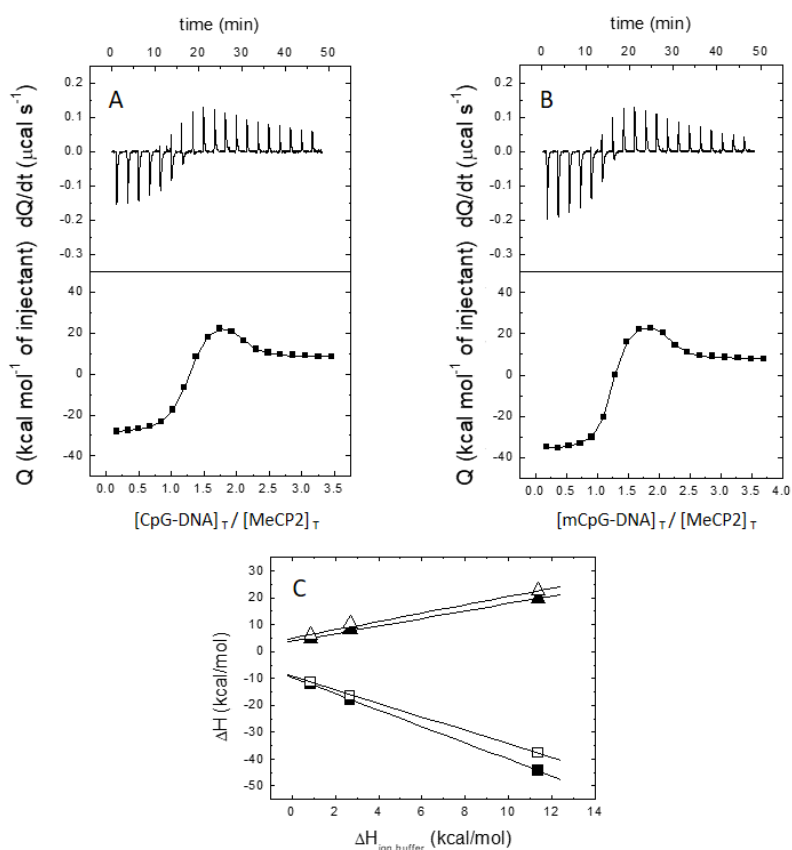 time (min)
0 10 20 30 40 50
A
0.2
0.1
0.0
-0.1
-0.2
-0.3
dQ/dt (μcal s⁻¹)
40
20
0
-20
-40
Q (kcal mol⁻¹ of injectant)
0.0 0.5 1.0 1.5 2.0 2.5 3.0 3.5
[CpG-DNA]T / [MeCP2]T
time (min)
0 10 20 30 40 50
B
0.2
0.1
0.0
-0.1
-0.2
-0.3
dQ/dt (μcal s⁻¹)
40
20
0
-20
-40
Q (kcal mol⁻¹ of injectant)
0.0 0.5 1.0 1.5 2.0 2.5 3.0 3.5 4.0
[mCpG-DNA]T / [MeCP2]T
C
30
20
10
0
-10
-20
-30
-40
-50
ΔH (kcal/mol)
0 2 4 6 8 10 12 14
ΔHion buffer (kcal/mol)